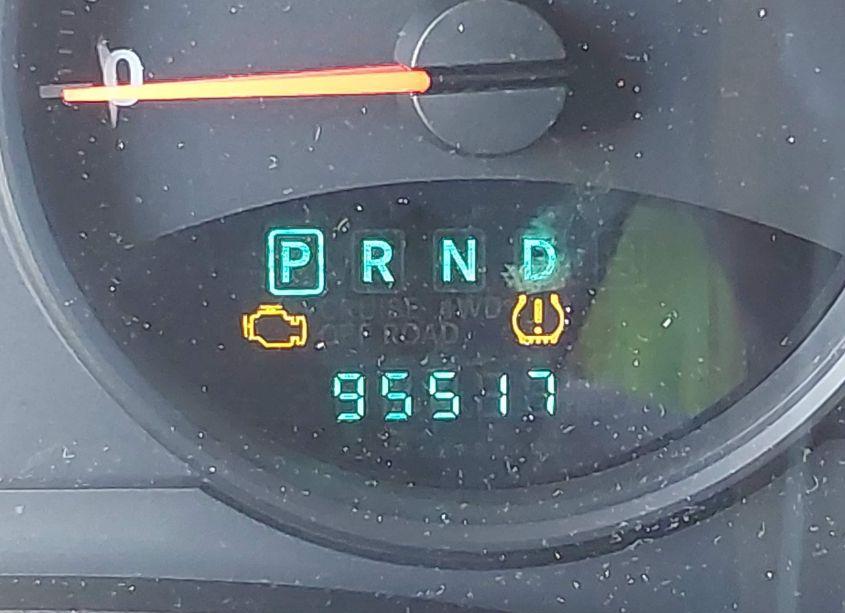 0
P R N D
CRUISE 4WD
OFF ROAD
95517